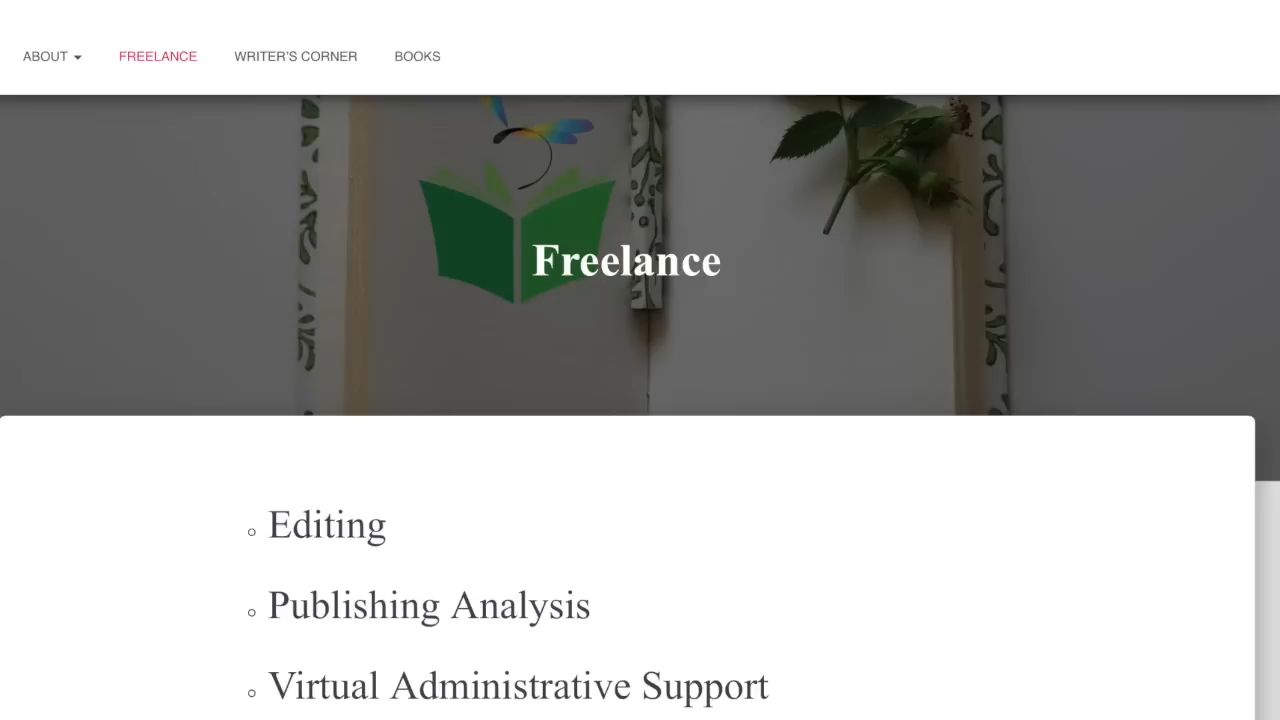 ABOUT
FREELANCE
WRITER'S CORNER
BOOKS
Freelance
Editing
Publishing Analysis
Virtual Administrative Support